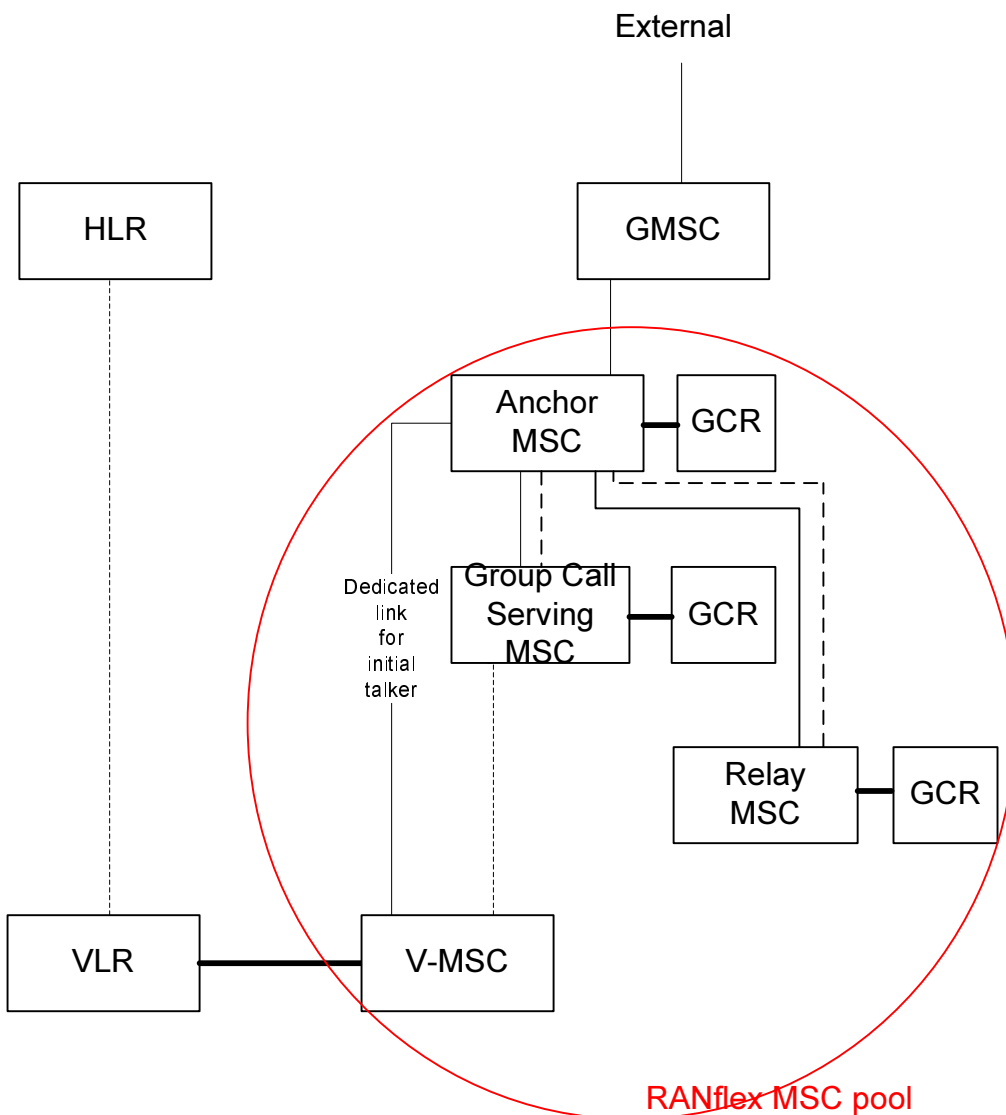 External
HLR
GMSC
Anchor
MSC
GCR
Dedicated
link
for
initial
talker
Group Call
Serving
MSC
GCR
Relay
MSC
GCR
VLR
V-MSC
RANflex MSC pool